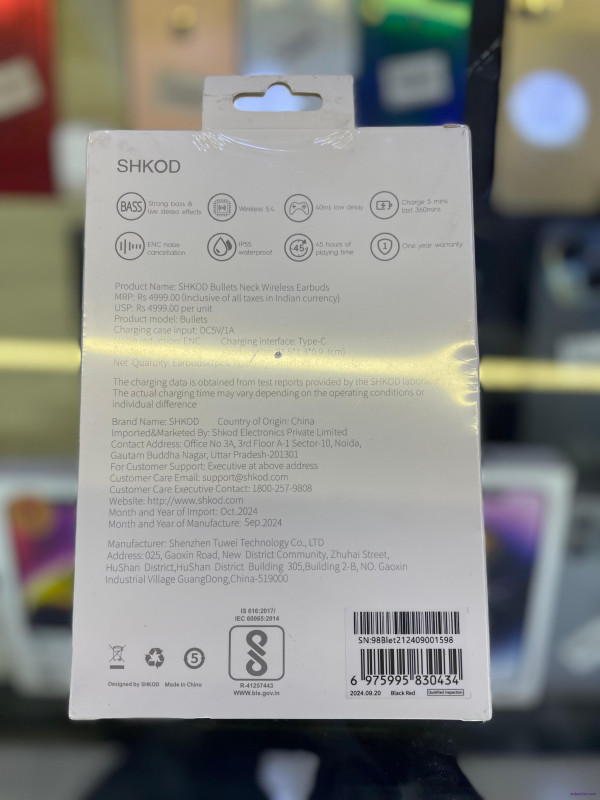 SHKOD
BASS
Strong bass &
live stereo effects
Wireless 5.4
40ms low delay
Charge 5 mins
last 360mins
ENC noise
cancellation
IP55
waterproof
45
45 hours of
playing time
1
One year warranty
Product Name: SHKOD Bullets Neck Wireless Earbuds
MRP: Rs 4999.00 (Inclusive of all taxes in Indian currency)
USP: Rs 4999.00 per unit
Product model: Bullets
Charging case input: DC5V/1A
ENC Charging interface: Type-C
Net Quantity:
The charging data is obtained from test reports provided by the SHKOD
The actual charging time may vary depending on the operating conditions or
individual difference
Brand Name: SHKOD Country of Origin: China
Imported&Marketed By: Shkod Electronics Private Limited
Contact Address: Office No 3A, 3rd Floor A-1 Sector-10, Noida,
Gautam Buddha Nagar, Uttar Pradesh-201301
For Customer Support: Executive at above address
Customer Care Email: support@shkod.com
Customer Care Executive Contact: 1800-257-9808
Website: http://www.shkod.com
Month and Year of Import: Oct.2024
Month and Year of Manufacture: Sep.2024
Manufacturer: Shenzhen Tuwei Technology Co., LTD
Address: 025, Gaoxin Road, New District Community, Zhuhai Street,
HuShan District,HuShan District Building 305,Building 2-B, NO. Gaoxin
Industrial Village GuangDong,China-519000
IS 616:2017/
IEC 60065:2014
R-41257443
WWW.bis.gov.in
5
Designed by SHKOD Made in China
SN:98Blet212409001598
6 975995 830434
2024.09.20 Black Red Qualified Inspection